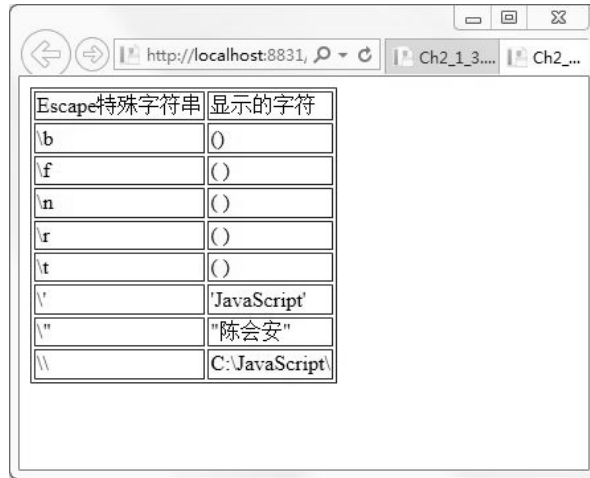 http://localhost:8831,
Ch2_1_3....
Ch2_...
Escape特殊字符串 显示的字符
\b ()
\f ( )
\n ( )
\r ( )
\t ( )
\' 'JavaScript'
\" "陈会安"
\\ C:\JavaScript\